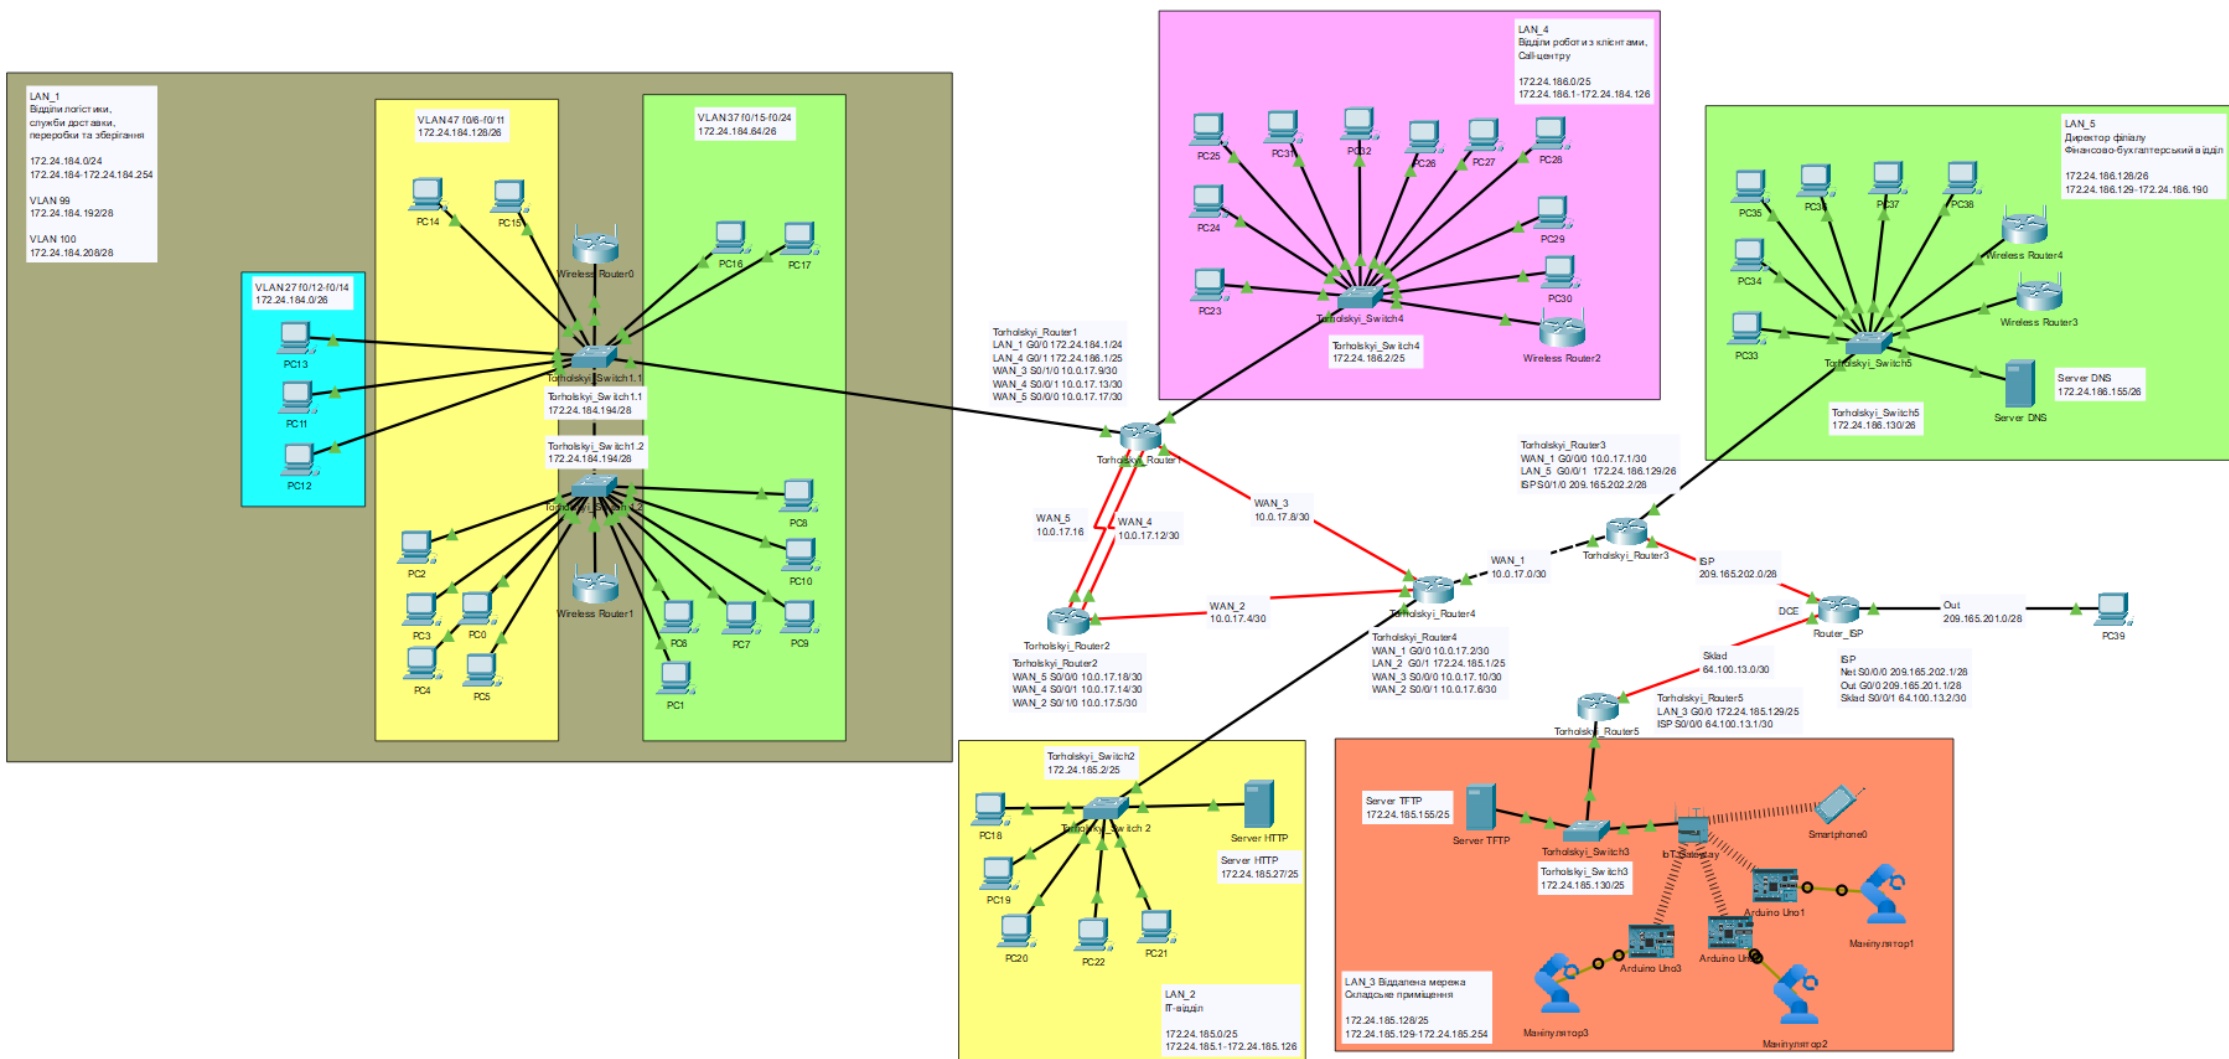 LAN_1
Відділи логістики,
служби доставки,
переробки та зберігання
172.24.184.0/24
172.24.184-172.24.184.254
VLAN 99
172.24.184.192/28
VLAN 100
172.24.184.208/28
VLAN 47 f0/6-f0/11
172.24.184.128/26
VLAN 37 f0/15-f0/24
172.24.184.64/26
VLAN 27 f0/12-f0/14
172.24.184.0/26
PC14
PC15
Wireless Router0
PC16
PC17
PC13
PC11
PC12
Torholskyi_Switch1.1
Torholskyi_Switch1.1
172.24.184.194/28
Torholskyi_Switch1.2
172.24.184.194/28
Torholskyi_Switch1.2
PC8
PC10
PC2
PC3
PC0
PC4
PC5
Wireless Router1
PC6
PC7
PC9
PC1
LAN_4
Відділи роботи з клієнтами,
Call-центру
172.24.186.0/25
172.24.186.1-172.24.184.126
PC25
PC31
PC32
PC26
PC27
PC28
PC24
PC29
PC23
PC30
Torholskyi_Switch4
Wireless Router2
Torholskyi_Switch4
172.24.186.2/25
LAN_5
Директор філіалу
Фінансово-бухгалтерський відділ
172.24.186.128/26
172.24.186.129-172.24.186.190
PC35
PC36
PC37
PC38
Wireless Router4
PC34
Wireless Router3
PC33
Torholskyi_Switch5
Server DNS
172.24.186.155/26
Server DNS
Torholskyi_Switch5
172.24.186.130/26
Torholskyi_Router1
LAN_1 G0/0 172.24.184.1/24
LAN_4 G0/1 172.24.186.1/25
WAN_3 S0/1/0 10.0.17.9/30
WAN_4 S0/0/1 10.0.17.13/30
WAN_5 S0/0/0 10.0.17.17/30
Torholskyi_Router1
Torholskyi_Router3
WAN_1 G0/0/0 10.0.17.1/30
LAN_5 G0/0/1 172.24.186.129/26
ISP S0/1/0 209.165.202.2/28
WAN_5
10.0.17.16
WAN_4
10.0.17.12/30
WAN_3
10.0.17.8/30
WAN_1
10.0.17.0/30
Torholskyi_Router3
ISP
209.165.202.0/28
WAN_2
10.0.17.4/30
Torholskyi_Router4
DCE
Router_ISP
Out
209.165.201.0/28
PC39
Torholskyi_Router2
Torholskyi_Router2
WAN_5 S0/0/0 10.0.17.18/30
WAN_4 S0/0/1 10.0.17.14/30
WAN_2 S0/1/0 10.0.17.5/30
Torholskyi_Router4
WAN_1 G0/0 10.0.17.2/30
LAN_2 G0/1 172.24.185.1/25
WAN_3 S0/0/0 10.0.17.10/30
WAN_2 S0/0/1 10.0.17.6/30
Sklad
64.100.13.0/30
ISP
Net S0/0/0 209.165.202.1/28
Out G0/0 209.165.201.1/28
Sklad S0/0/1 64.100.13.2/30
Torholskyi_Router5
LAN_3 G0/0 172.24.185.129/25
ISP S0/0/0 64.100.13.1/30
Torholskyi_Router5
Torholskyi_Switch2
172.24.185.2/25
PC18
Torholskyi_Switch 2
Server HTTP
Server HTTP
172.24.185.27/25
PC19
PC20
PC22
PC21
LAN_2
ІТ-відділ
172.24.185.0/25
172.24.185.1-172.24.185.126
Server TFTP
172.24.185.155/25
Server TFTP
Torholskyi_Switch3
IoT Gateway
Smartphone0
Torholskyi_Switch3
172.24.185.130/25
Arduino Uno1
Маніпулятор1
Arduino Uno3
Arduino
LAN_3 Віддалена мережа
Складське приміщення
172.24.185.128/25
172.24.185.129-172.24.185.254
Маніпулятор3
Маніпулятор2